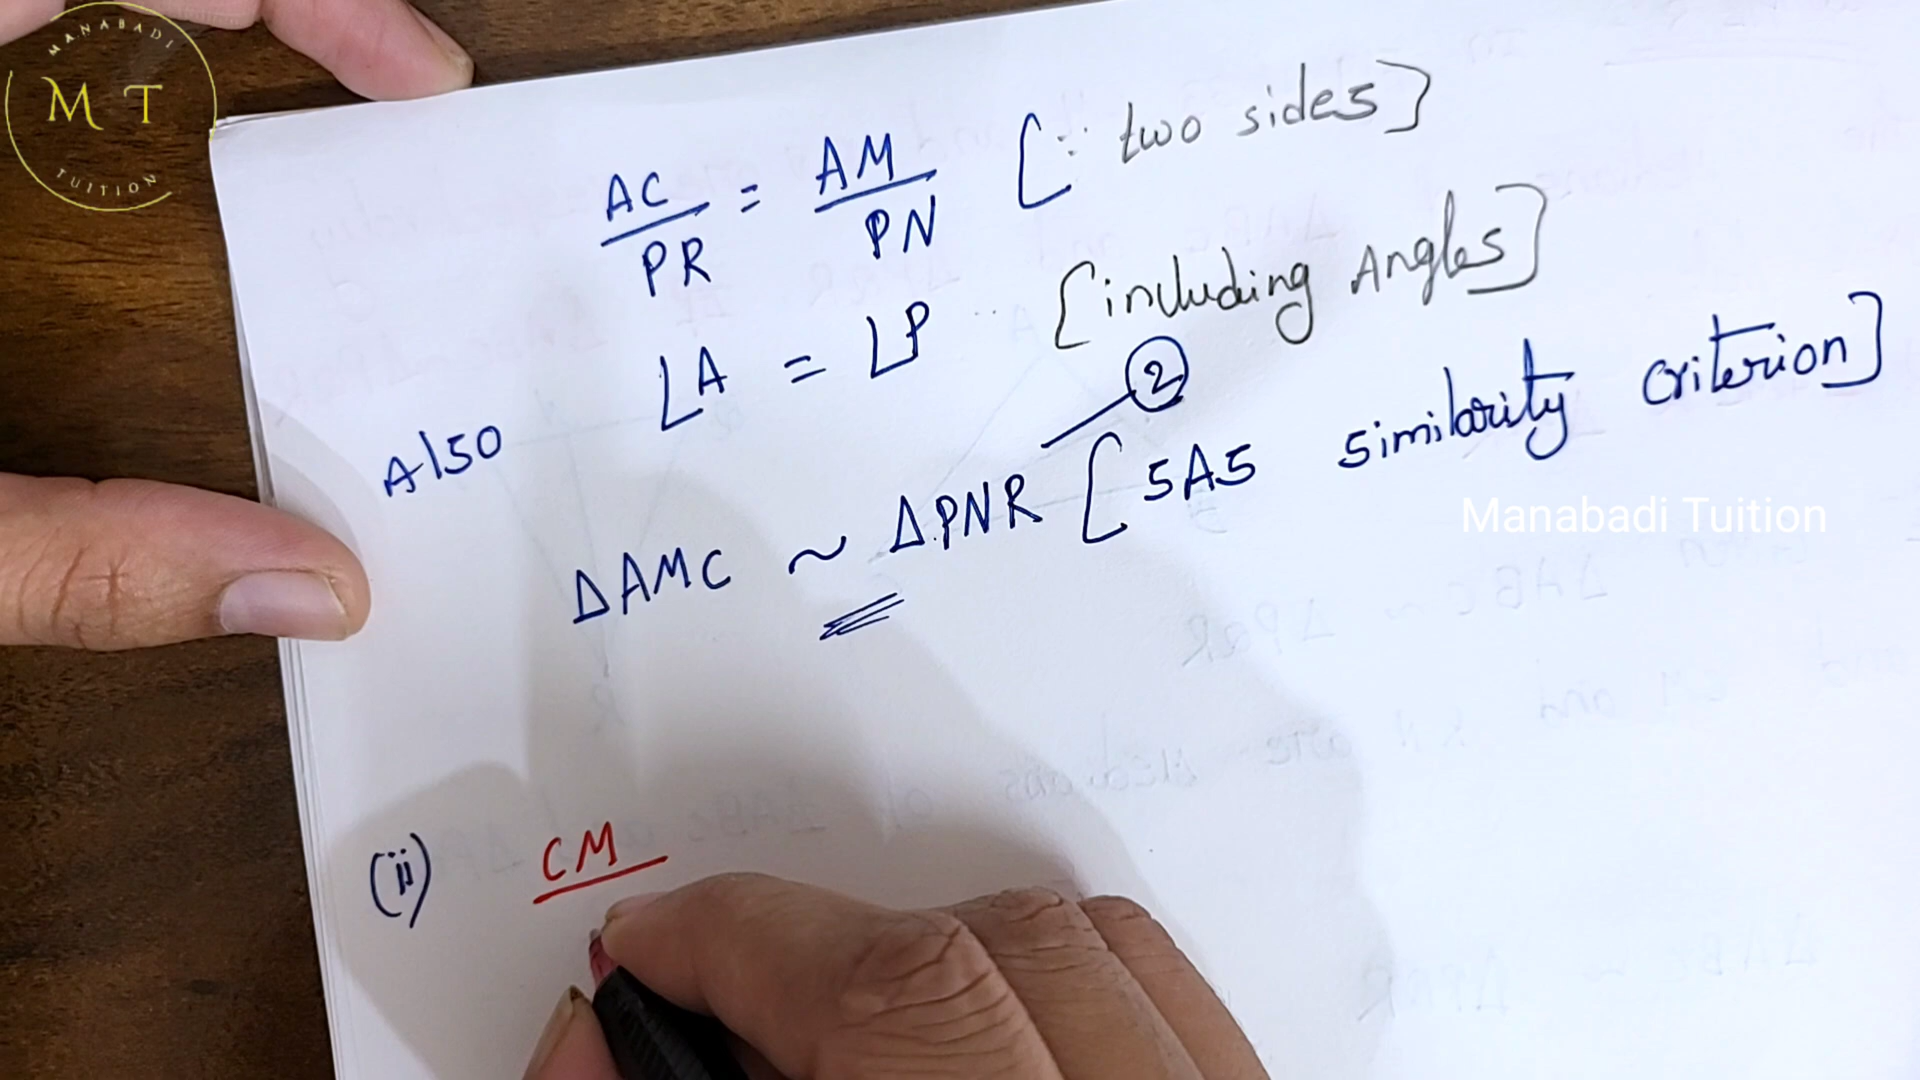 MANABADI
M T
TUITION
AC/PR = AM/PN [∵ two sides]
Also ∠A = ∠P [including Angles]
②
ΔAMC ~ ΔPNR [SAS similarity criterion]
Manabadi Tuition
(ii) CM